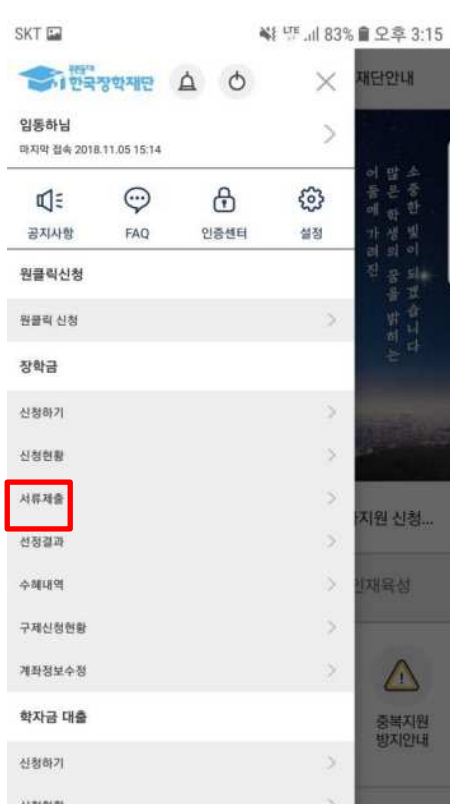 SKT
LTE 83% 오후 3:15
한국장학재단
재단안내
임동하님
마지막 접속 2018.11.05 15:14
공지사항 FAQ 인증센터 설정
원클릭신청
원클릭 신청
장학금
신청하기
신청현황
서류제출
선정결과
수혜내역
구제신청현황
계좌정보수정
학자금 대출
신청하기
소중한 빛이 되겠습니다
많은 학생의 꿈을 밝히는
어둠에 가려진
지원 신청...
인재육성
중복지원
방지안내